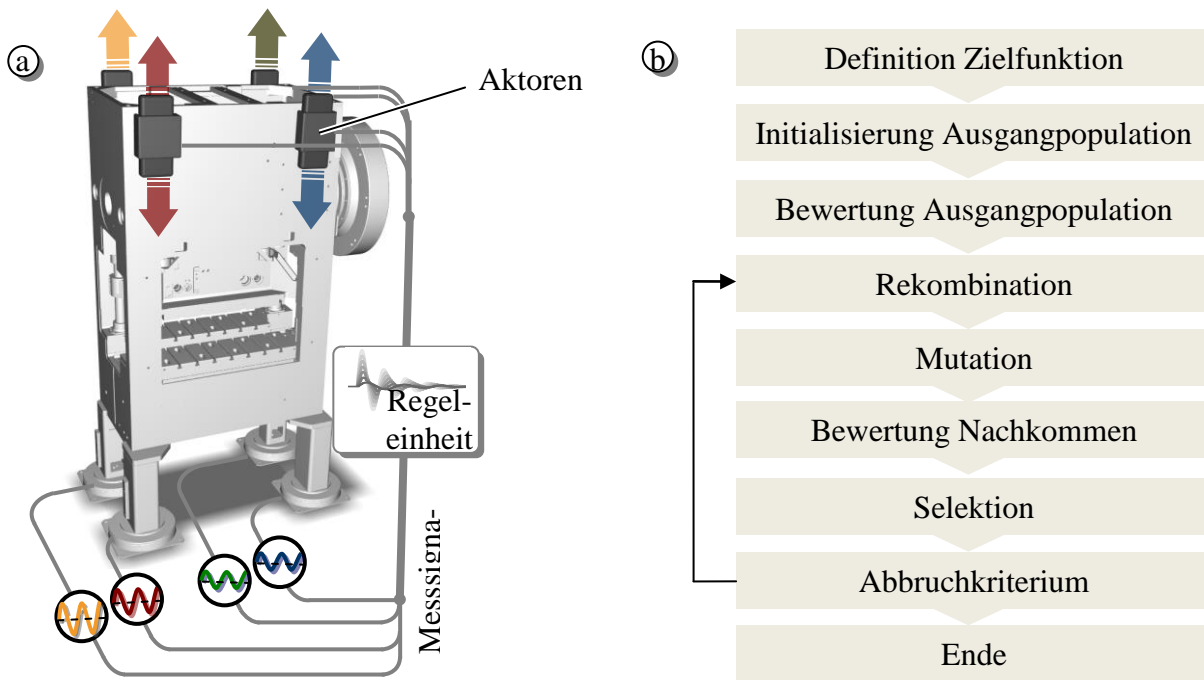 a
Aktoren
Regel-
einheit
Messsigna-
b
Definition Zielfunktion
Initialisierung Ausgangpopulation
Bewertung Ausgangpopulation
Rekombination
Mutation
Bewertung Nachkommen
Selektion
Abbruchkriterium
Ende